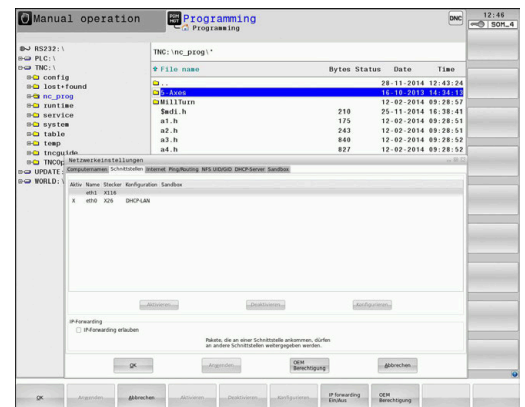 Manual operation
PGM MGT
Programming
Programming
DNC
12:46
SOM_4
RS232:\
PLC:\
TNC:\
config
lost+found
nc_prog
runtime
service
system
table
temp
tncguide
UPDATE:
WORLD:\
TNC:\nc_prog\*
File name Bytes Status Date Time
.. 28-11-2014 12:43:24
5-Axes 16-10-2013 14:34:13
MillTurn 12-02-2014 09:28:57
$mdi.h 210 25-11-2014 16:38:41
a1.h 175 12-02-2014 09:28:51
a2.h 243 12-02-2014 09:28:51
a3.h 840 12-02-2014 09:28:52
a4.h 827 12-02-2014 09:28:52
Netzwerkeinstellungen
Computernamen Schnittstellen Internet Ping/Routing NFS UID/GID DHCP-Server Sandbox
Aktiv Name Stecker Konfiguration Sandbox
eth1 X116
X eth0 X26 DHCP-LAN
Aktivieren Deaktivieren Konfigurieren
IP-Forwarding
IP-Forwarding erlauben
Pakete, die an einer Schnittstelle ankommen, dürfen
an andere Schnittstellen weitergegeben werden.
OK Anwenden OEM Berechtigung Abbrechen
OK Anwenden Abbrechen Aktivieren Deaktivieren Konfigurieren IP forwarding Ein/Aus OEM Berechtigung